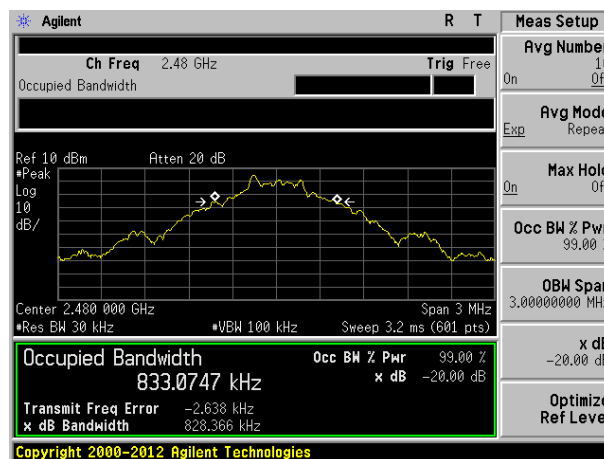 Agilent R T Meas Setup
Avg Number
10
On Off
Ch Freq 2.48 GHz Trig Free
Occupied Bandwidth
Avg Mode
Exp Repeat
Ref 10 dBm Atten 20 dB
#Peak
Log
10
dB/
Max Hold
On Off
Occ BW % Pwr
99.00 %
OBW Span
3.00000000 MHz
Center 2.480 000 GHz Span 3 MHz
#Res BW 30 kHz #VBW 100 kHz Sweep 3.2 ms (601 pts)
Occupied Bandwidth Occ BW % Pwr 99.00 %
833.0747 kHz x dB -20.00 dB
x dB
-20.00 dB
Transmit Freq Error -2.638 kHz
x dB Bandwidth 828.366 kHz
Optimize
Ref Level
Copyright 2000-2012 Agilent Technologies